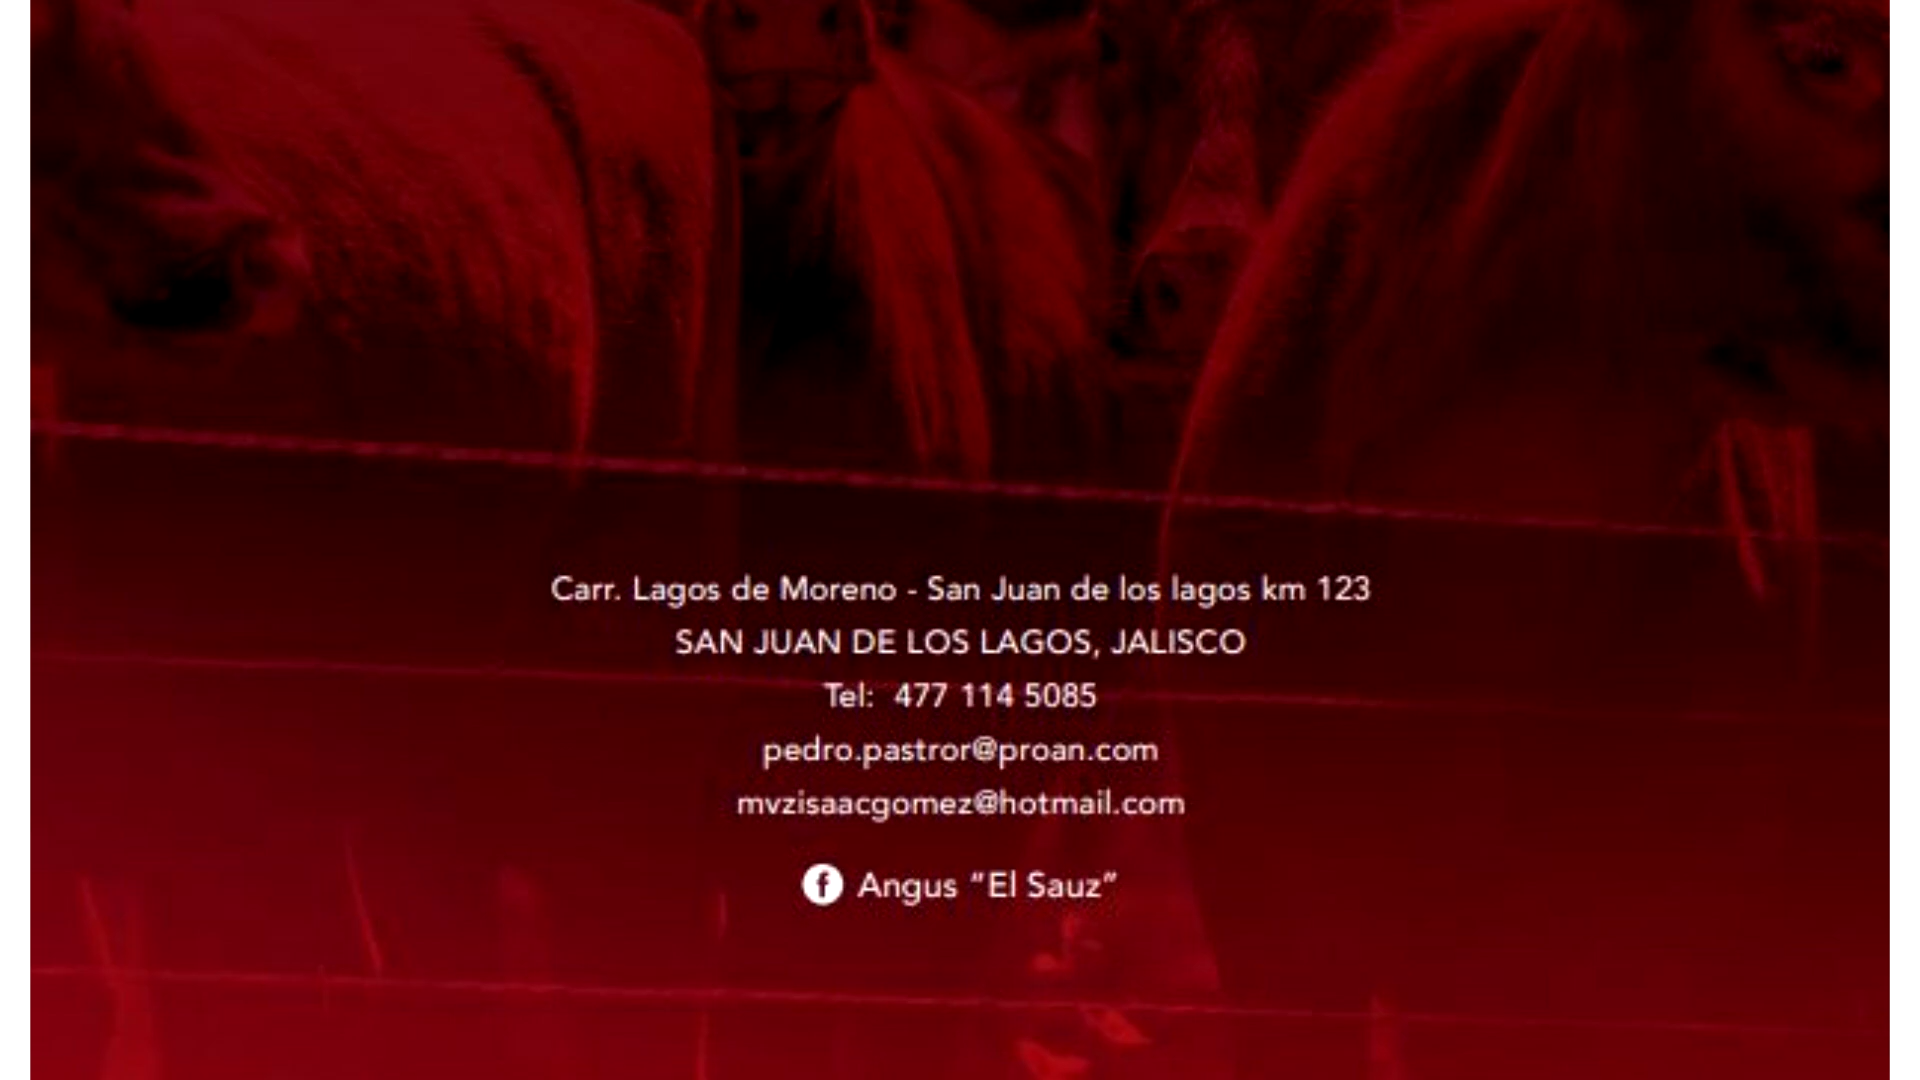 Carr. Lagos de Moreno - San Juan de los lagos km 123
SAN JUAN DE LOS LAGOS, JALISCO
Tel: 477 114 5085
pedro.pastror@proan.com
mvzisaacgomez@hotmail.com
Angus “El Sauz”